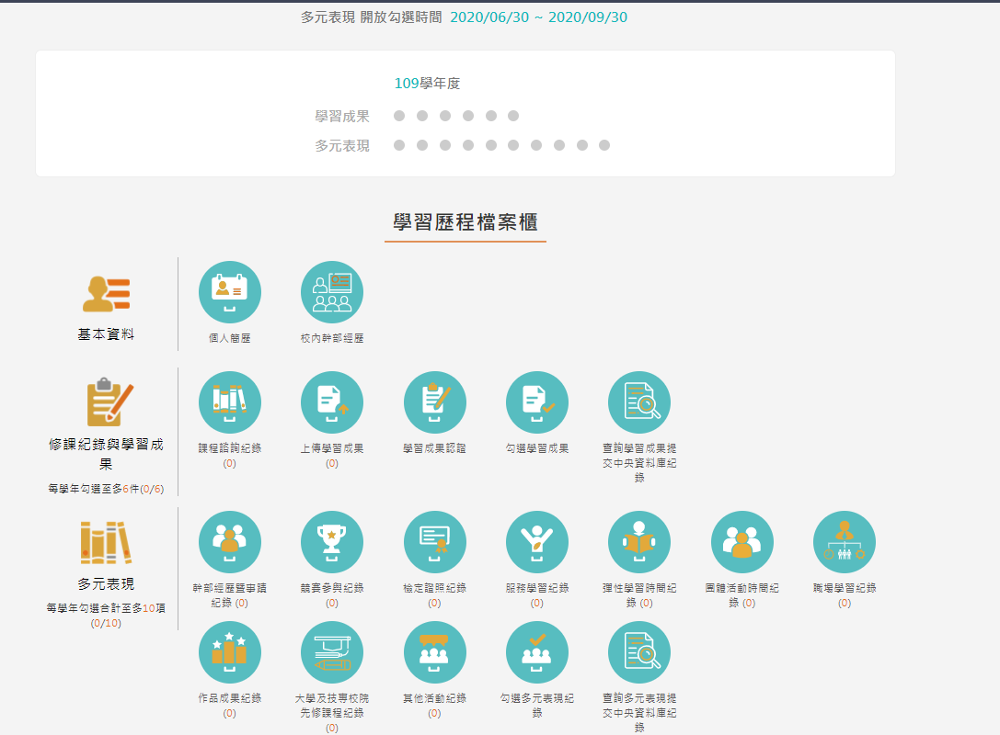 多元表現 開放勾選時間 2020/06/30 ~ 2020/09/30
109學年度
學習成果
多元表現
學習歷程檔案櫃
基本資料
個人簡歷
校內幹部經歷
修課紀錄與學習成
果
每學年勾選至多6件(0/6)
課程諮詢紀錄
(0)
上傳學習成果
(0)
學習成果認證
勾選學習成果
查詢學習成果提
交中央資料庫紀
錄
多元表現
每學年勾選合計至多10項
(0/10)
幹部經歷暨事蹟
紀錄 (0)
競賽參與紀錄
(0)
檢定證照紀錄
(0)
服務學習紀錄
(0)
彈性學習時間紀
錄 (0)
團體活動時間紀
錄 (0)
職場學習紀錄
(0)
作品成果紀錄
(0)
大學及技專校院
先修課程紀錄
(0)
其他活動紀錄
(0)
勾選多元表現紀
錄
查詢多元表現提
交中央資料庫紀
錄